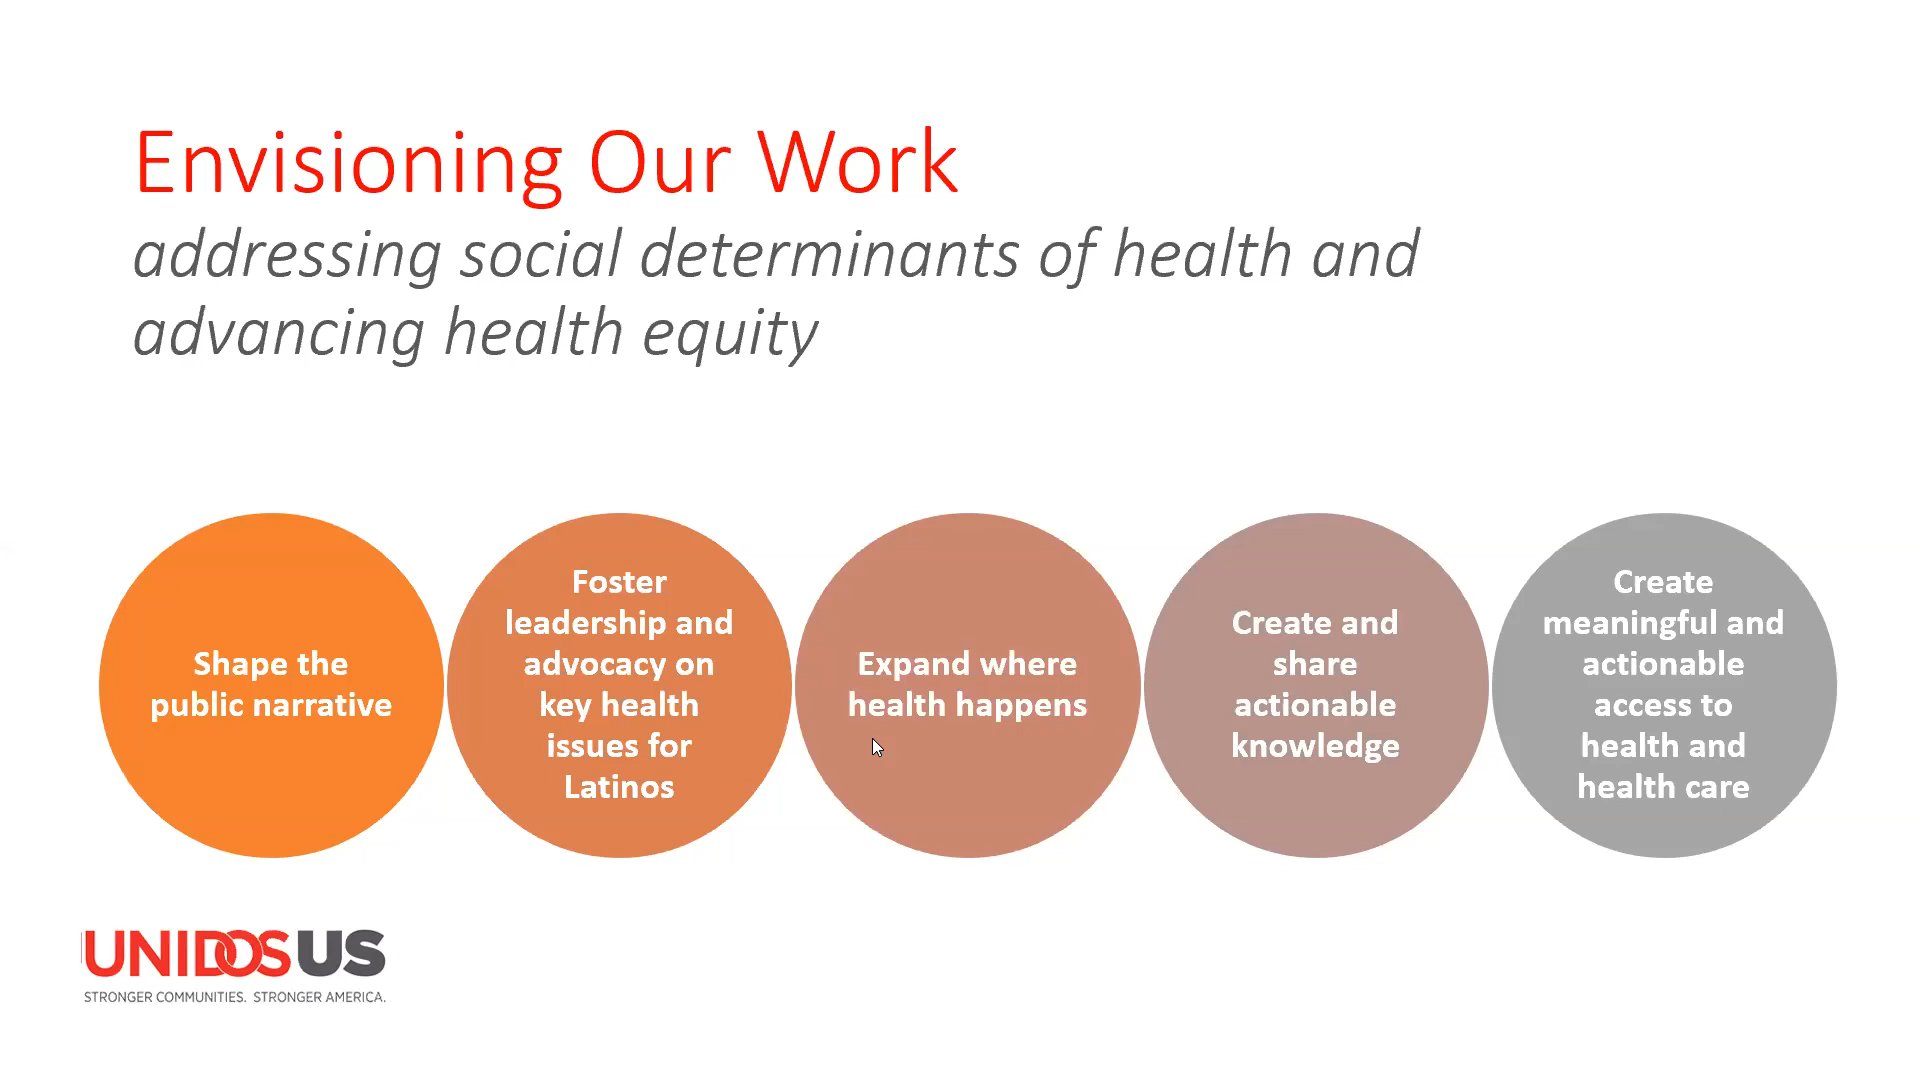 Envisioning Our Work
addressing social determinants of health and
advancing health equity
Shape the
public narrative
Foster
leadership and
advocacy on
key health
issues for
Latinos
Expand where
health happens
Create and
share
actionable
knowledge
Create
meaningful and
actionable
access to
health and
health care
UNIDOSUS
STRONGER COMMUNITIES. STRONGER AMERICA.